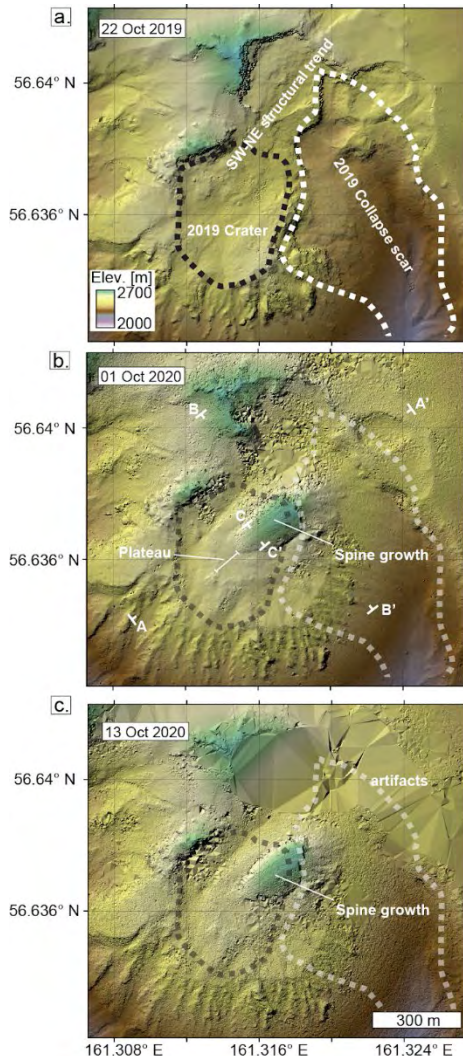 a.
22 Oct 2019
56.64° N
SW-NE structural trend
2019 Collapse scar
2019 Crater
56.636° N
Elev. [m]
2700
2000
b.
01 Oct 2020
B
A'
56.64° N
C
C'
Spine growth
56.636° N
Plateau
B'
A
c.
13 Oct 2020
56.64° N
artifacts
Spine growth
56.636° N
300 m
161.308° E
161.316° E
161.324° E